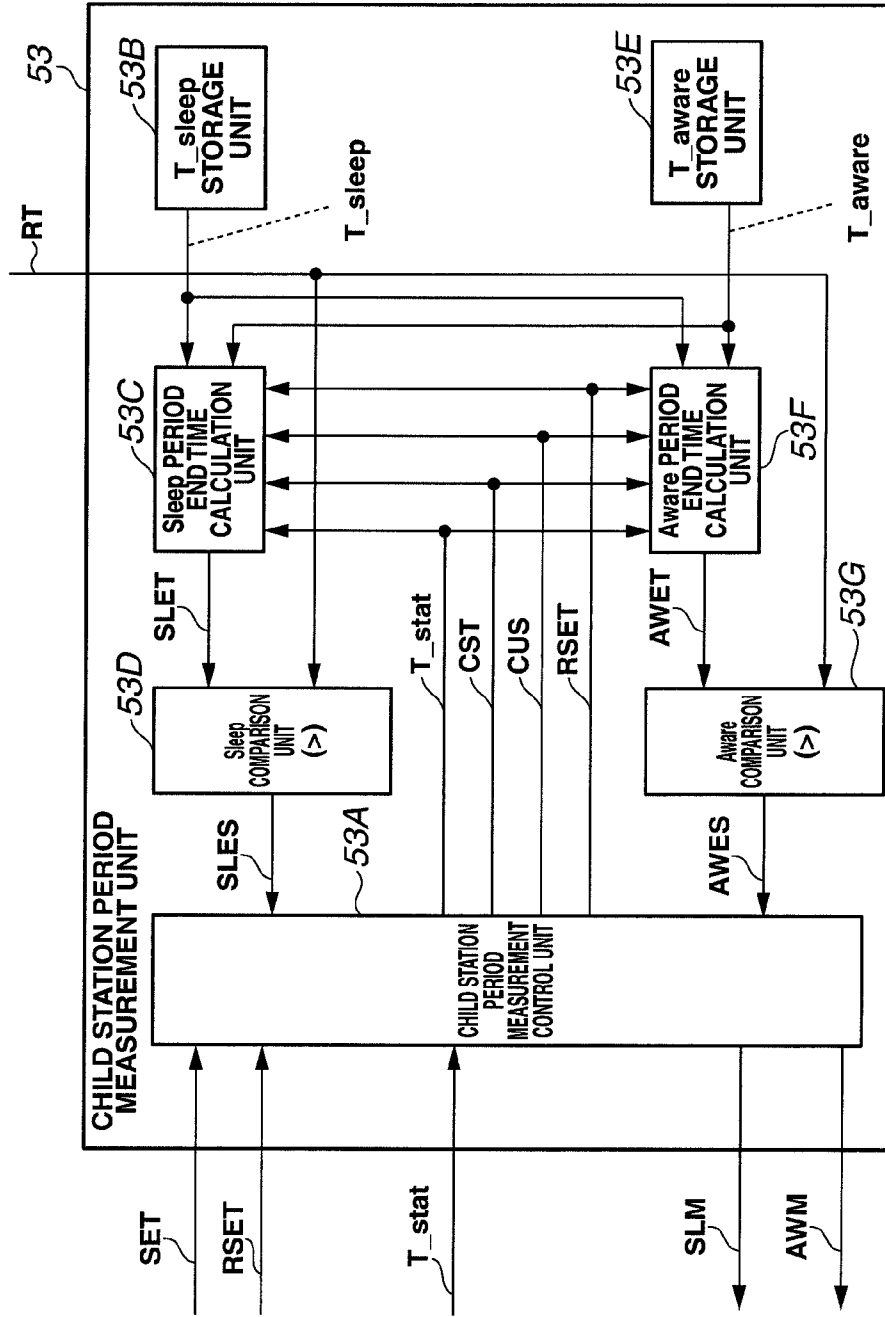 53
CHILD STATION PERIOD
MEASUREMENT UNIT
RT
53B
T_sleep
STORAGE
UNIT
T_sleep
53C
Sleep PERIOD
END TIME
CALCULATION
UNIT
SLET
53D
Sleep
COMPARISON
UNIT
(>)
SLES
53A
CHILD STATION
PERIOD
MEASUREMENT
CONTROL UNIT
SET
RSET
T_stat
SLM
AWM
T_stat
CST
CUS
RSET
53E
T_aware
STORAGE
UNIT
T_aware
53F
Aware PERIOD
END TIME
CALCULATION
UNIT
AWET
53G
Aware
COMPARISON
UNIT
(>)
AWES